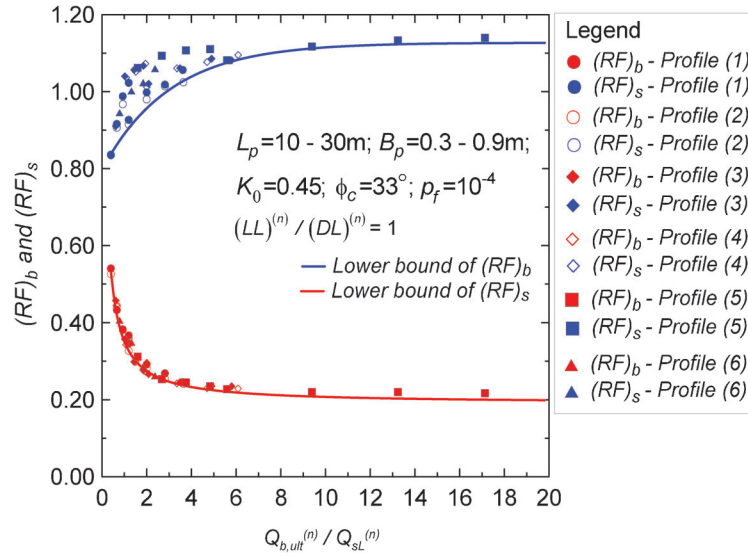 1.20
1.00
0.80
0.60
0.40
0.20
0.00
(RF)b and (RF)s
Lp=10 - 30m; Bp=0.3 - 0.9m;
K0=0.45; ϕc=33°; pf=10-4
(LL)(n) / (DL)(n) = 1
Lower bound of (RF)b
Lower bound of (RF)s
0 2 4 6 8 10 12 14 16 18 20
Qb,ult(n) / QsL(n)
Legend
(RF)b - Profile (1)
(RF)s - Profile (1)
(RF)b - Profile (2)
(RF)s - Profile (2)
(RF)b - Profile (3)
(RF)s - Profile (3)
(RF)b - Profile (4)
(RF)s - Profile (4)
(RF)b - Profile (5)
(RF)s - Profile (5)
(RF)b - Profile (6)
(RF)s - Profile (6)